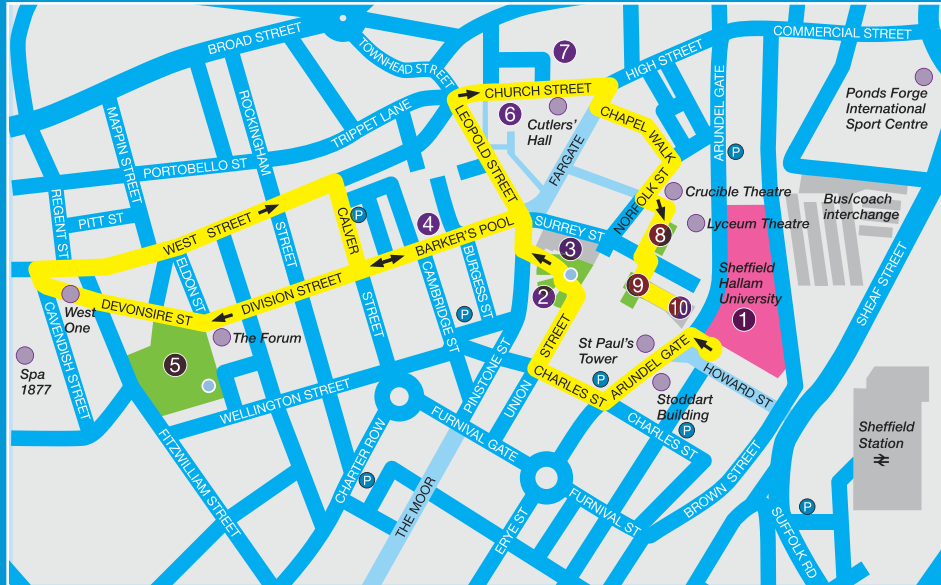 BROAD STREET
TOWNHEAD STREET
7
HIGH STREET
COMMERCIAL STREET
ARUNDEL GATE
Ponds Forge
International
Sport Centre
CHURCH STREET
6
Cutlers'
Hall
CHAPEL WALK
FARGATE
P
MAPPIN STREET
ROCKINGHAM
STREET
TRIPPET LANE
PORTOBELLO ST
LEOPOLD STREET
NORFOLK ST
Crucible Theatre
Lyceum Theatre
Bus/coach
interchange
REGENT ST
PITT ST
WEST STREET
CALVER
STREET
P
4
BARKER'S POOL
SURREY ST
8
3
ELDON ST
DIVISION STREET
CAMBRIDGE ST
BURGESS ST
2
9
10
Sheffield
Hallam
University
1
SHEAF STREET
West
One
DEVONSIRE ST
The Forum
P
STREET
St Paul's
Tower
ARUNDEL GATE
Spa
1877
CAVENDISH STREET
5
P
HOWARD ST
WELLINGTON STREET
PINSTONE ST
UNION
CHARLES ST
Stoddart
Building
P
CHARLES ST
Sheffield
Station
FITZWILLIAM STREET
CHARTER ROW
FURNIVAL GATE
P
THE MOOR
ERYE ST
FURNIVAL ST
BROWN STREET
P
SUFFOLK RD